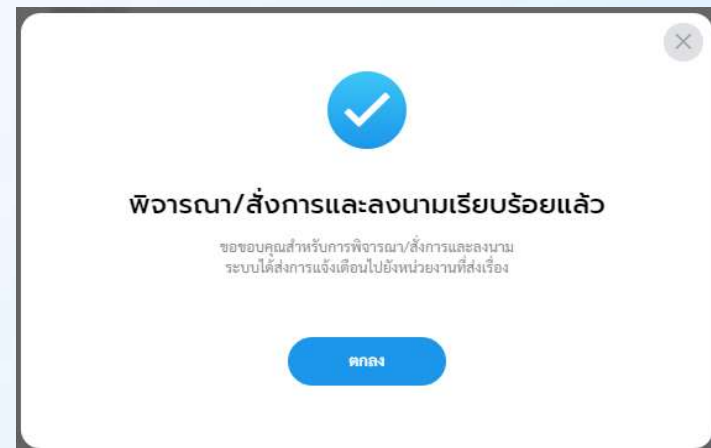 พิจารณา/สั่งการและลงนามเรียบร้อยแล้ว
ขอขอบคุณสำหรับการพิจารณา/สั่งการและลงนาม
ระบบได้ส่งการแจ้งเตือนไปยังหน่วยงานที่ส่งเรื่อง
ตกลง